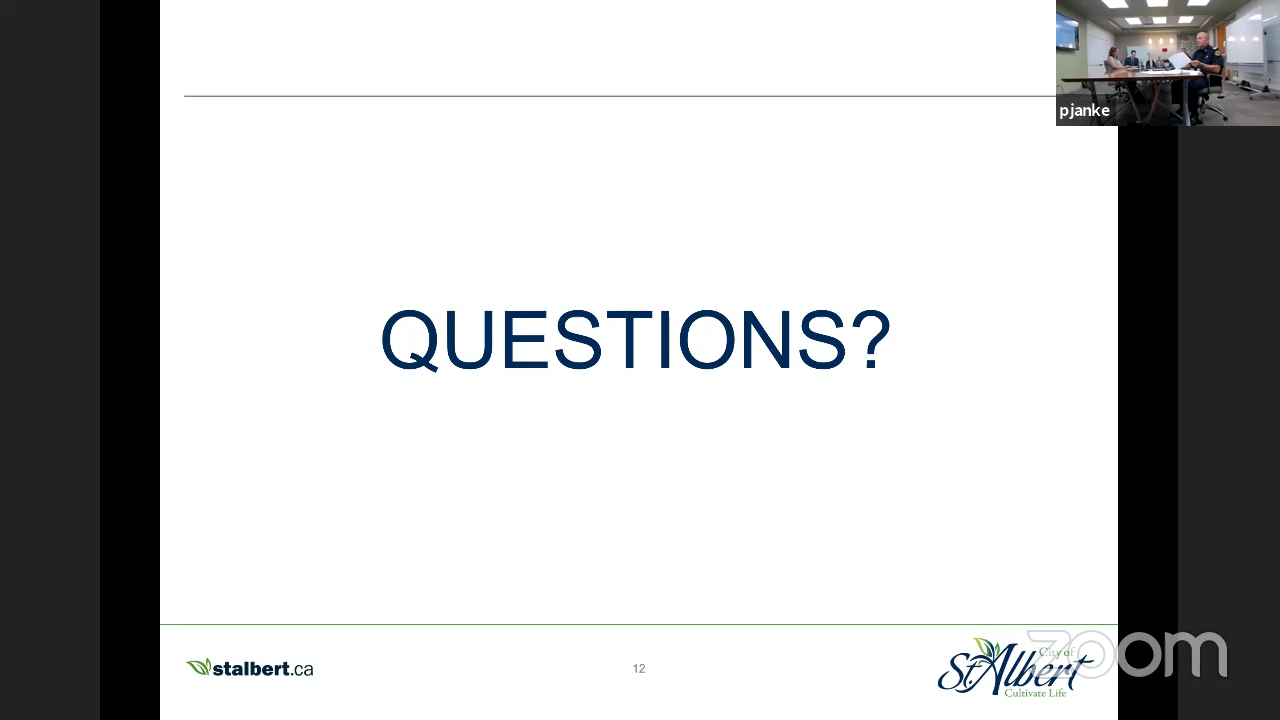 pjanke
QUESTIONS?
stalbert.ca
12
City of
St. Albert
Cultivate Life
zoom